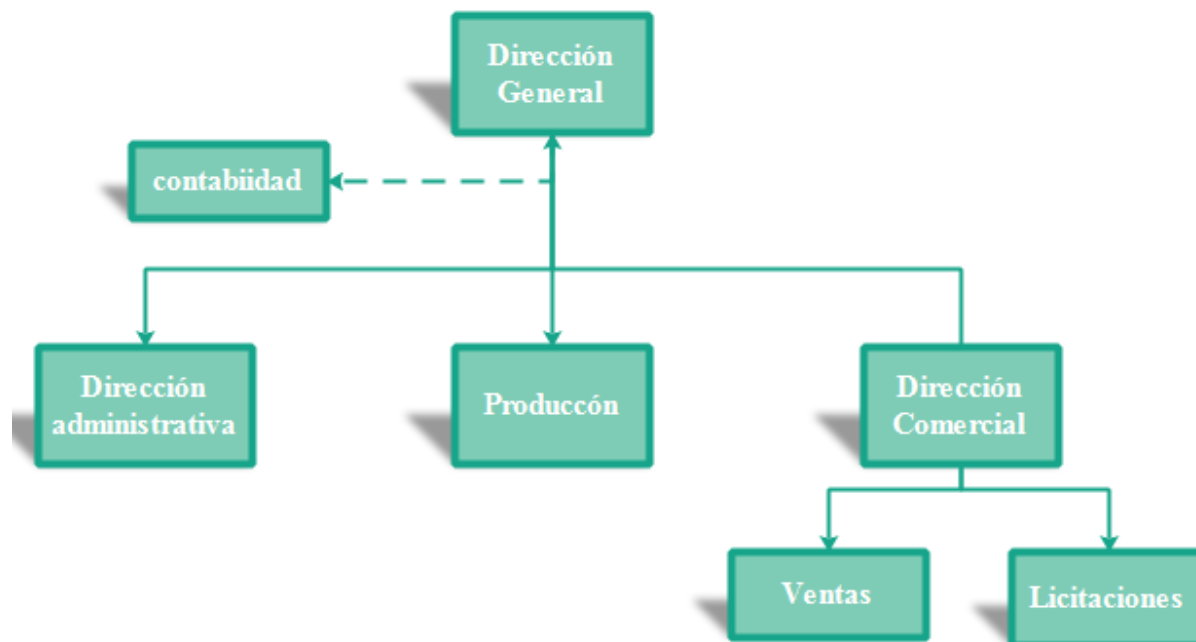 Dirección
General
contabiidad
Dirección
administrativa
Produccón
Dirección
Comercial
Ventas
Licitaciones